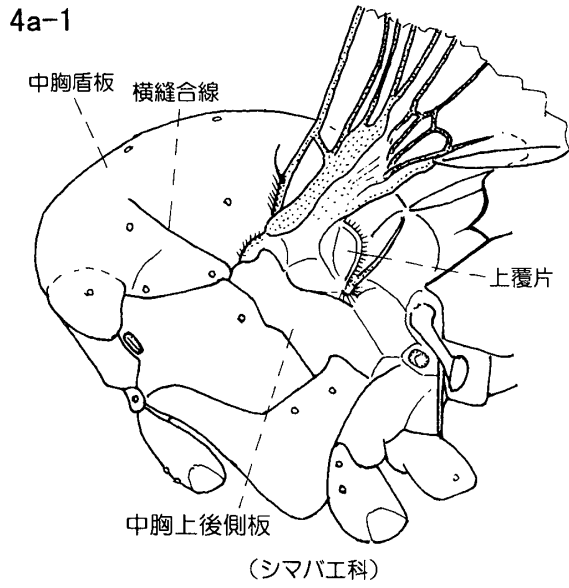 4a-1
中胸盾板
横縫合線
上覆片
中胸上後側板
(シマバエ科)